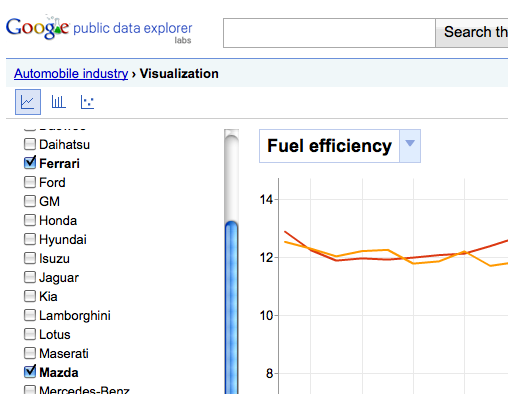 Google public data explorer
labs
Search th
Automobile industry › Visualization
Daihatsu
Ferrari
Ford
GM
Honda
Hyundai
Isuzu
Jaguar
Kia
Lamborghini
Lotus
Maserati
Mazda
Mercedes-Benz
Fuel efficiency
14
12
10
8